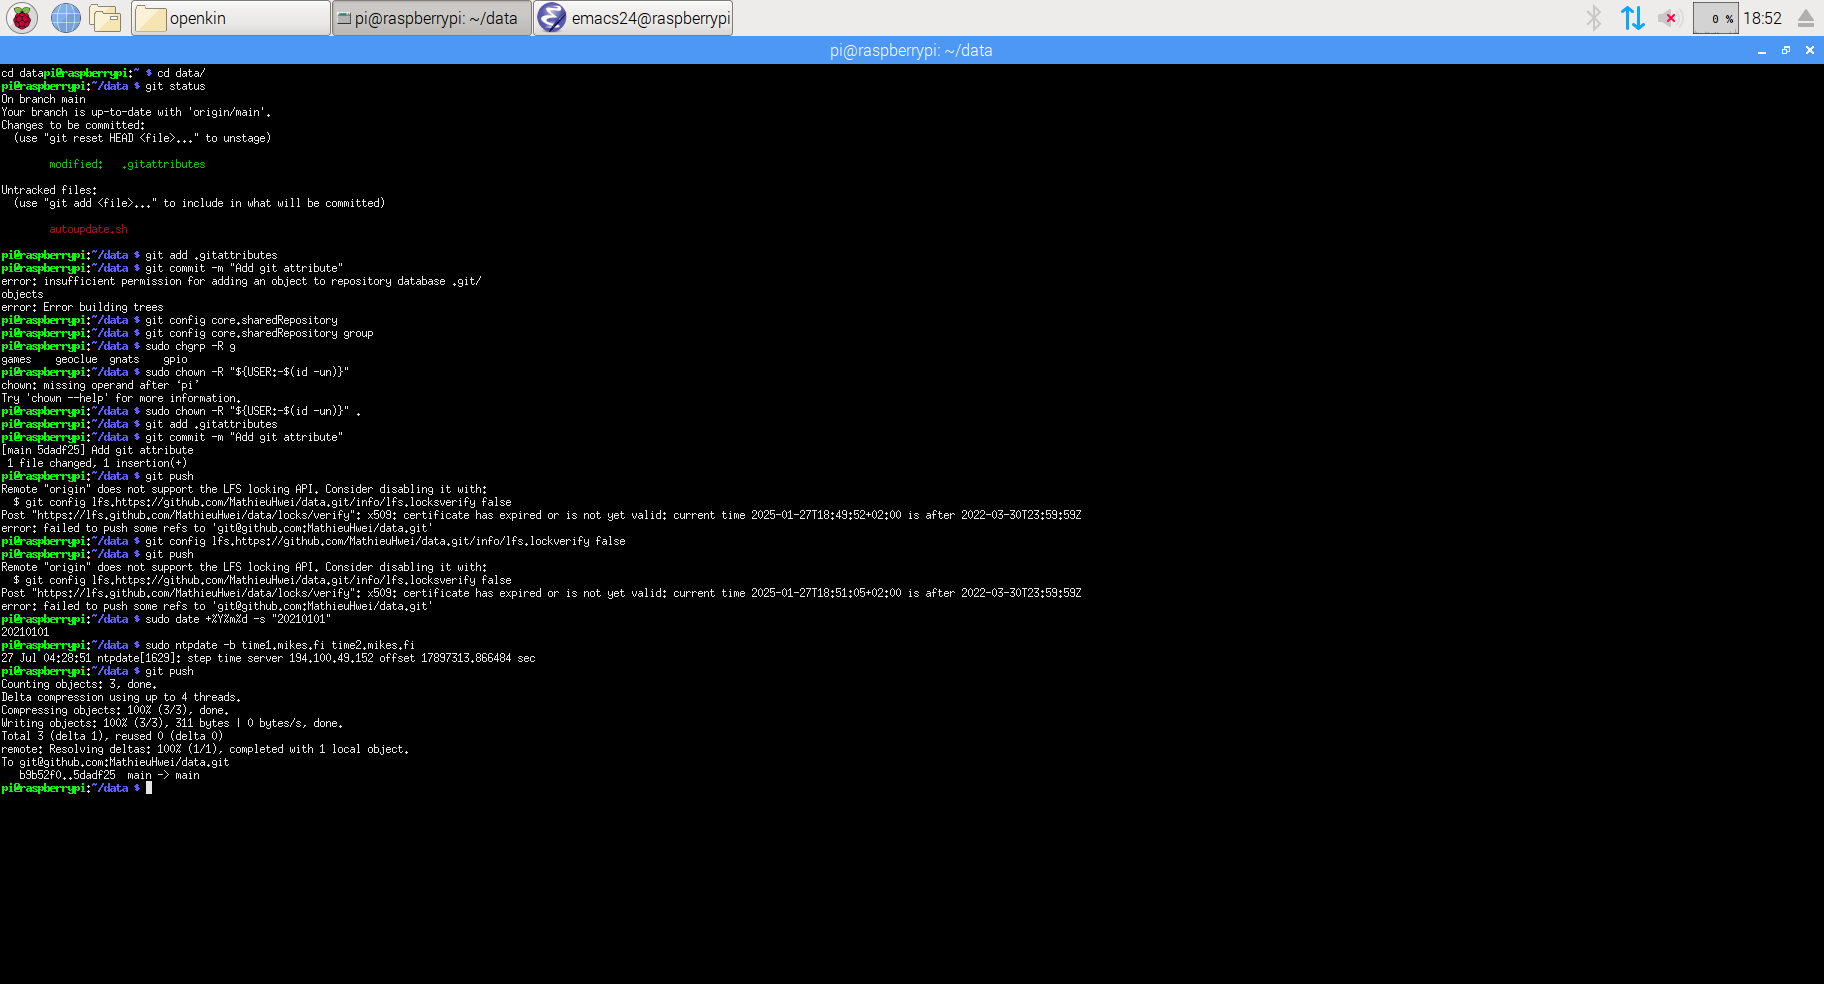 openkin
pi@raspberrypi: ~/data
emacs24@raspberrypi
0 %
18:52
pi@raspberrypi: ~/data
cd datapi@raspberrypi:~ $ cd data/
pi@raspberrypi:~/data $ git status
On branch main
Your branch is up-to-date with 'origin/main'.
Changes to be committed:
  (use "git reset HEAD <file>..." to unstage)
        modified:   .gitattributes
Untracked files:
  (use "git add <file>..." to include in what will be committed)
        autoupdate.sh
pi@raspberrypi:~/data $ git add .gitattributes
pi@raspberrypi:~/data $ git commit -m "Add git attribute"
error: insufficient permission for adding an object to repository database .git/
objects
error: Error building trees
pi@raspberrypi:~/data $ git config core.sharedRepository
pi@raspberrypi:~/data $ git config core.sharedRepository group
pi@raspberrypi:~/data $ sudo chgrp -R g
games    geoclue  gnats    gpio
pi@raspberrypi:~/data $ sudo chown -R "${USER:-$(id -un)}"
chown: missing operand after ‘pi’
Try 'chown --help' for more information.
pi@raspberrypi:~/data $ sudo chown -R "${USER:-$(id -un)}" .
pi@raspberrypi:~/data $ git add .gitattributes
pi@raspberrypi:~/data $ git commit -m "Add git attribute"
[main 5dadf25] Add git attribute
 1 file changed, 1 insertion(+)
pi@raspberrypi:~/data $ git push
Remote "origin" does not support the LFS locking API. Consider disabling it with:
  $ git config lfs.https://github.com/MathieuHwei/data.git/info/lfs.locksverify false
Post "https://lfs.github.com/MathieuHwei/data/locks/verify": x509: certificate has expired or is not yet valid: current time 2025-01-27T18:49:52+02:00 is after 2022-03-30T23:59:59Z
error: failed to push some refs to 'git@github.com:MathieuHwei/data.git'
pi@raspberrypi:~/data $ git config lfs.https://github.com/MathieuHwei/data.git/info/lfs.lockverify false
pi@raspberrypi:~/data $ git push
Remote "origin" does not support the LFS locking API. Consider disabling it with:
  $ git config lfs.https://github.com/MathieuHwei/data.git/info/lfs.locksverify false
Post "https://lfs.github.com/MathieuHwei/data/locks/verify": x509: certificate has expired or is not yet valid: current time 2025-01-27T18:51:05+02:00 is after 2022-03-30T23:59:59Z
error: failed to push some refs to 'git@github.com:MathieuHwei/data.git'
pi@raspberrypi:~/data $ sudo date +%Y%m%d -s "20210101"
20210101
pi@raspberrypi:~/data $ sudo ntpdate -b time1.mikes.fi time2.mikes.fi
27 Jul 04:28:51 ntpdate[1629]: step time server 194.100.49.152 offset 17897313.866484 sec
pi@raspberrypi:~/data $ git push
Counting objects: 3, done.
Delta compression using up to 4 threads.
Compressing objects: 100% (3/3), done.
Writing objects: 100% (3/3), 311 bytes | 0 bytes/s, done.
Total 3 (delta 1), reused 0 (delta 0)
remote: Resolving deltas: 100% (1/1), completed with 1 local object.
To git@github.com:MathieuHwei/data.git
   b9b52f0..5dadf25  main -> main
pi@raspberrypi:~/data $